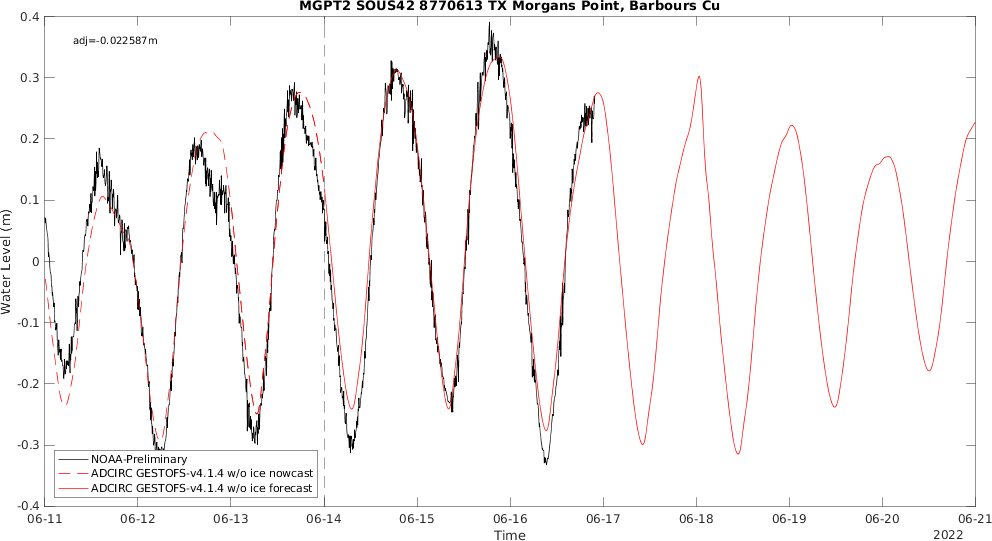 MGPT2 SOUS42 8770613 TX Morgans Point, Barbours Cu
adj=-0.022587m
Water Level (m)
0.4
0.3
0.2
0.1
0
-0.1
-0.2
-0.3
-0.4
NOAA-Preliminary
ADCIRC GESTOFS-v4.1.4 w/o ice nowcast
ADCIRC GESTOFS-v4.1.4 w/o ice forecast
06-11 06-12 06-13 06-14 06-15 06-16 06-17 06-18 06-19 06-20 06-21
Time
2022